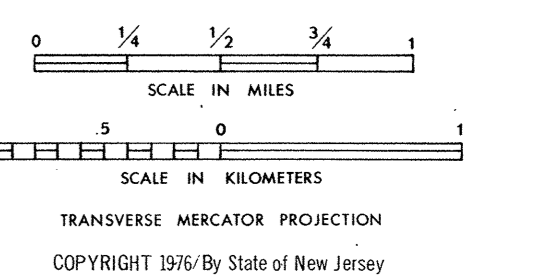 0 1/4 1/2 3/4 1
SCALE IN MILES
.5 0 1
SCALE IN KILOMETERS
TRANSVERSE MERCATOR PROJECTION
COPYRIGHT 1976/By State of New Jersey